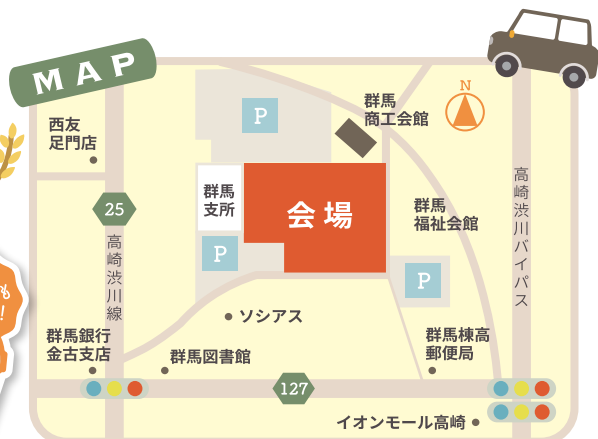 MAP
N
P
群馬
商工会館
西友
足門店
群馬
支所
会場
25
群馬
福祉会館
高崎渋川バイパス
高崎渋川線
P
P
ソシアス
群馬銀行
金古支店
群馬図書館
群馬棟高
郵便局
127
イオンモール高崎